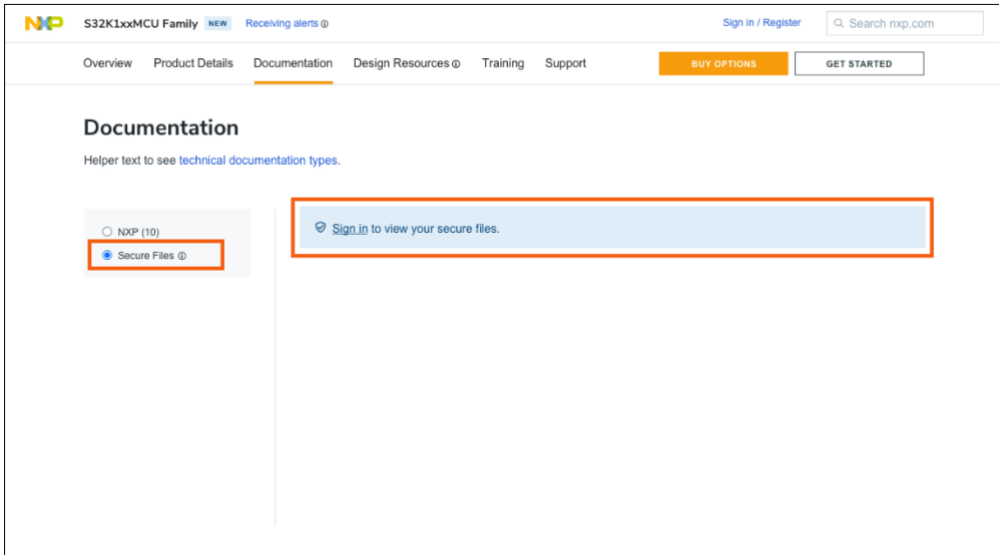 NXP S32K1xxMCU Family NEW Receiving alerts Sign in / Register Search nxp.com
Overview Product Details Documentation Design Resources Training Support BUY OPTIONS GET STARTED
Documentation
Helper text to see technical documentation types.
NXP (10)
Secure Files
Sign in to view your secure files.